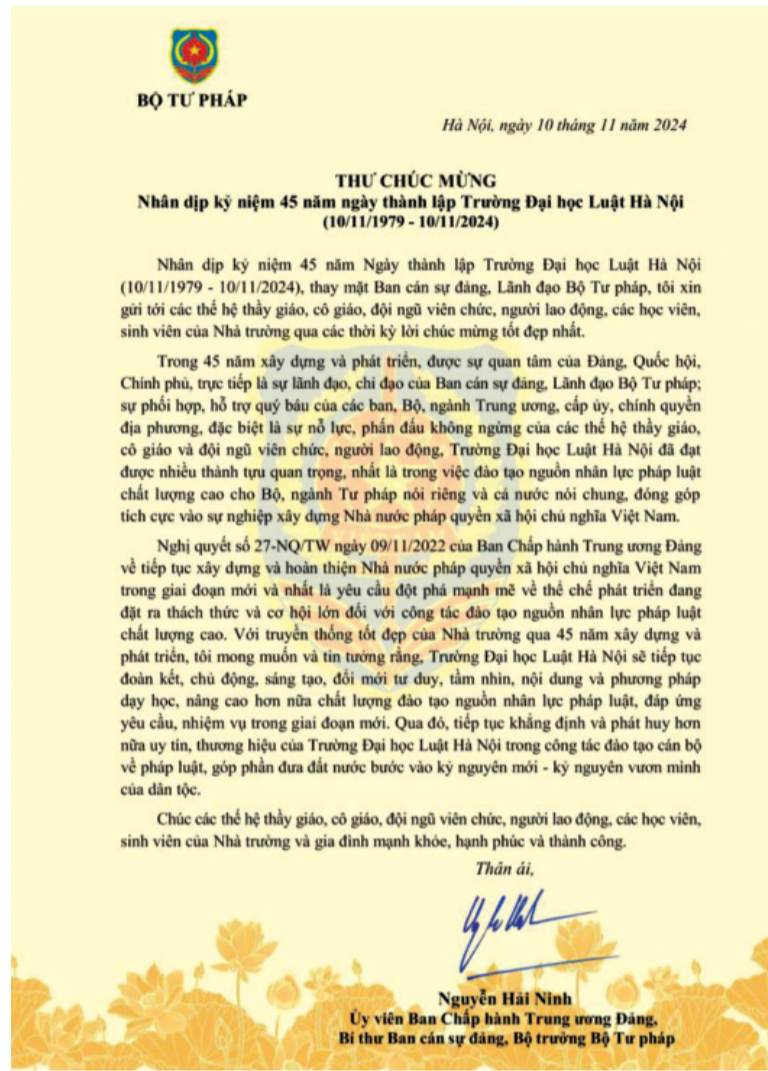 BỘ TƯ PHÁP
Hà Nội, ngày 10 tháng 11 năm 2024
THƯ CHÚC MỪNG
Nhân dịp kỷ niệm 45 năm ngày thành lập Trường Đại học Luật Hà Nội
(10/11/1979 - 10/11/2024)
Nhân dịp kỷ niệm 45 năm Ngày thành lập Trường Đại học Luật Hà Nội
(10/11/1979 - 10/11/2024), thay mặt Ban cán sự đảng, Lãnh đạo Bộ Tư pháp, tôi xin
gửi tới các thế hệ thầy giáo, cô giáo, đội ngũ viên chức, người lao động, các học viên,
sinh viên của Nhà trường qua các thời kỳ lời chúc mừng tốt đẹp nhất.
Trong 45 năm xây dựng và phát triển, được sự quan tâm của Đảng, Quốc hội,
Chính phủ, trực tiếp là sự lãnh đạo, chỉ đạo của Ban cán sự đảng, Lãnh đạo Bộ Tư pháp;
sự phối hợp, hỗ trợ quý báu của các ban, Bộ, ngành Trung ương, cấp ủy, chính quyền
địa phương, đặc biệt là sự nỗ lực, phấn đấu không ngừng của các thế hệ thầy giáo,
cô giáo và đội ngũ viên chức, người lao động, Trường Đại học Luật Hà Nội đã đạt
được nhiều thành tựu quan trọng, nhất là trong việc đào tạo nguồn nhân lực pháp luật
chất lượng cao cho Bộ, ngành Tư pháp nói riêng và cả nước nói chung, đóng góp
tích cực vào sự nghiệp xây dựng Nhà nước pháp quyền xã hội chủ nghĩa Việt Nam.
Nghị quyết số 27-NQ/TW ngày 09/11/2022 của Ban Chấp hành Trung ương Đảng
về tiếp tục xây dựng và hoàn thiện Nhà nước pháp quyền xã hội chủ nghĩa Việt Nam
trong giai đoạn mới và nhất là yêu cầu đột phá mạnh mẽ về thể chế phát triển đang
đặt ra thách thức và cơ hội lớn đối với công tác đào tạo nguồn nhân lực pháp luật
chất lượng cao. Với truyền thống tốt đẹp của Nhà trường qua 45 năm xây dựng và
phát triển, tôi mong muốn và tin tưởng rằng, Trường Đại học Luật Hà Nội sẽ tiếp tục
đoàn kết, chủ động, sáng tạo, đổi mới tư duy, tầm nhìn, nội dung và phương pháp
dạy học, nâng cao hơn nữa chất lượng đào tạo nguồn nhân lực pháp luật, đáp ứng
yêu cầu, nhiệm vụ trong giai đoạn mới. Qua đó, tiếp tục khẳng định và phát huy hơn
nữa uy tín, thương hiệu của Trường Đại học Luật Hà Nội trong công tác đào tạo cán bộ
về pháp luật, góp phần đưa đất nước bước vào kỷ nguyên mới - kỷ nguyên vươn mình
của dân tộc.
Chúc các thế hệ thầy giáo, cô giáo, đội ngũ viên chức, người lao động, các học viên,
sinh viên của Nhà trường và gia đình mạnh khỏe, hạnh phúc và thành công.
Thân ái,
Nguyễn Hải Ninh
Ủy viên Ban Chấp hành Trung ương Đảng,
Bí thư Ban cán sự đảng, Bộ trưởng Bộ Tư pháp